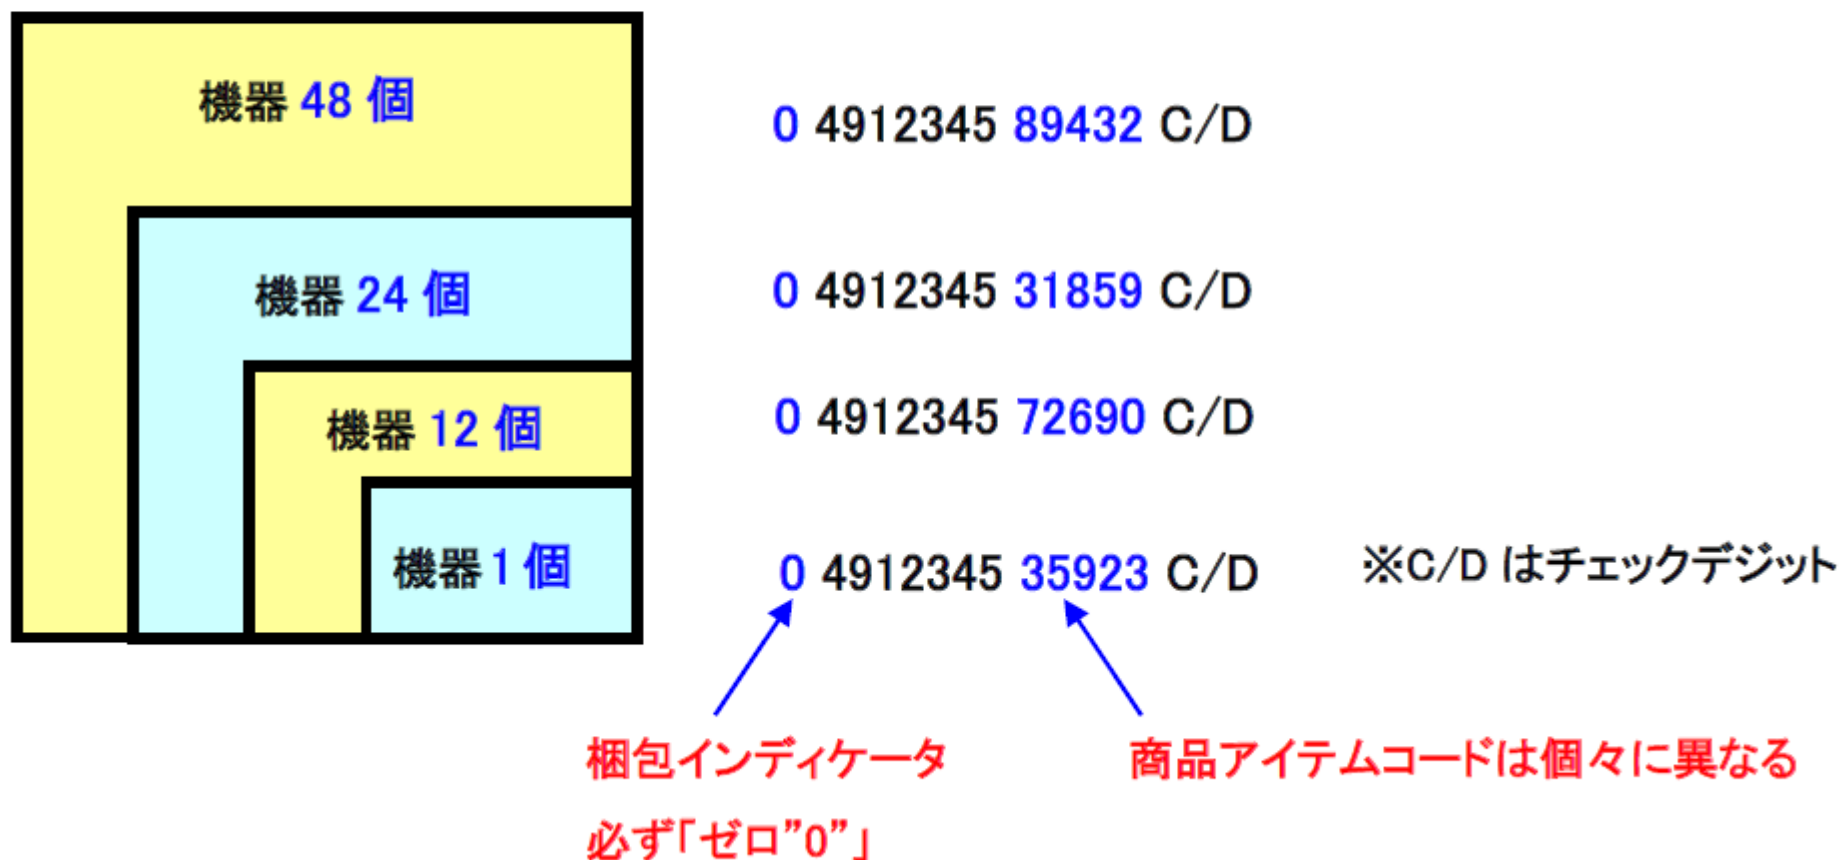 機器 48 個
0 4912345 89432 C/D
機器 24 個
0 4912345 31859 C/D
機器 12 個
0 4912345 72690 C/D
機器 1 個
0 4912345 35923 C/D
※C/D はチェックデジット
梱包インディケータ
必ず「ゼロ”0”」
商品アイテムコードは個々に異なる